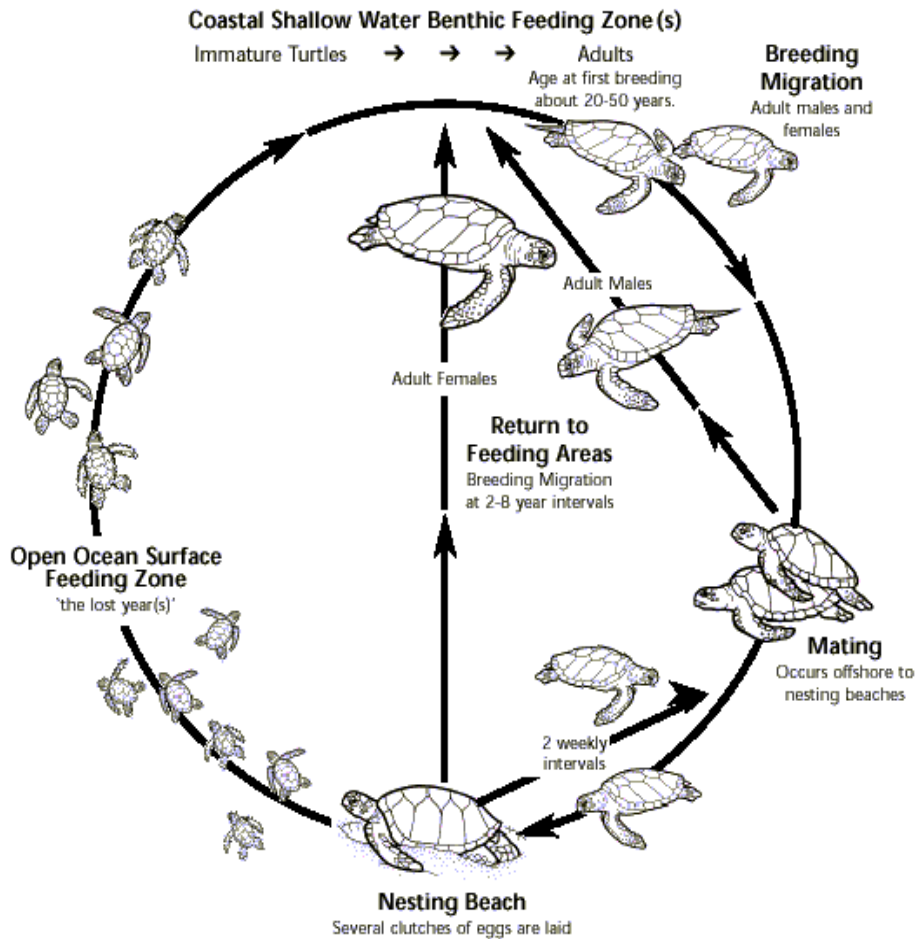 Coastal Shallow Water Benthic Feeding Zone(s)
Immature Turtles → → → Adults
Age at first breeding
about 20-50 years.
Breeding
Migration
Adult males and
females
Adult Males
Adult Females
Return to
Feeding Areas
Breeding Migration
at 2-8 year intervals
Open Ocean Surface
Feeding Zone
'the lost year(s)'
Mating
Occurs offshore to
nesting beaches
2 weekly
intervals
Nesting Beach
Several clutches of eggs are laid